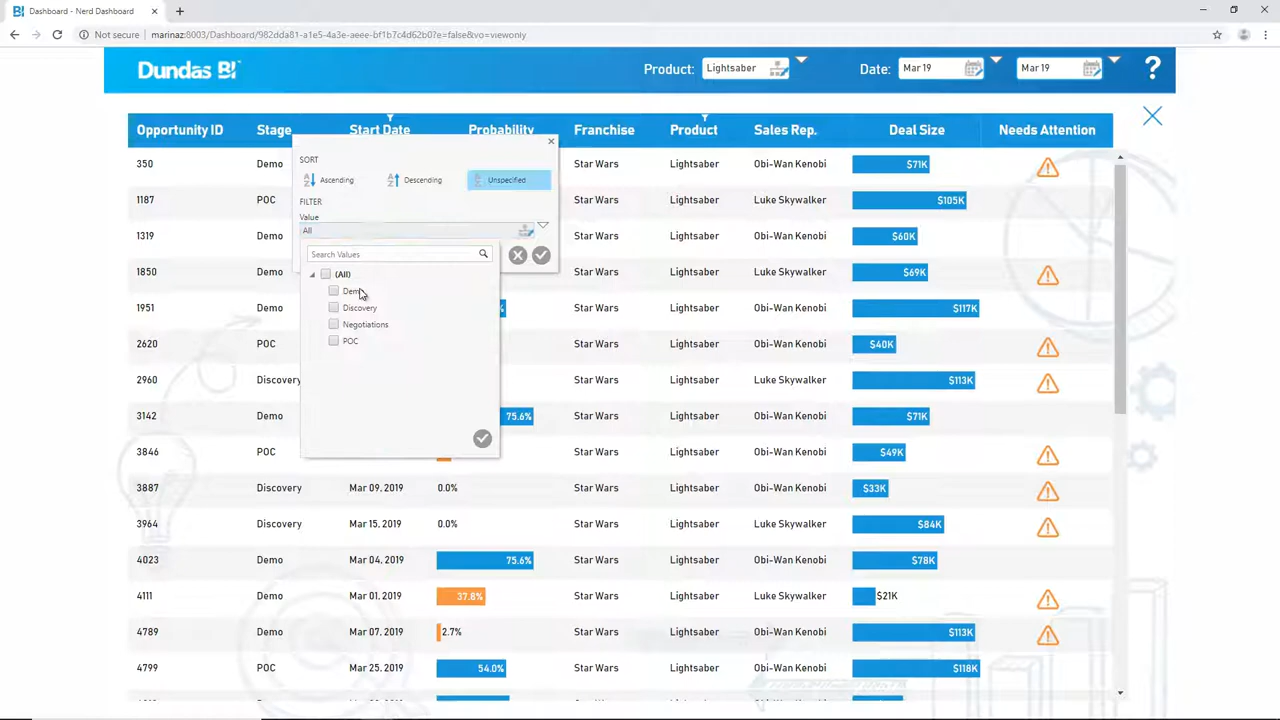 Dashboard - Nerd Dashboard
Not secure marinaz:8003/Dashboard/982dda81-a1e5-4a3e-aeee-bf1b7c4d62b07e=false&vo=viewonly
Dundas BI Product: Lightsaber Date: Mar 19 Mar 19 ?
Opportunity ID Stage Start Date Probability Franchise Product Sales Rep. Deal Size Needs Attention
350 Demo Star Wars Lightsaber Obi-Wan Kenobi $71K
1187 POC Star Wars Lightsaber Luke Skywalker $105K
1319 Demo Star Wars Lightsaber Obi-Wan Kenobi $60K
1850 Demo Star Wars Lightsaber Luke Skywalker $69K
1951 Demo Star Wars Lightsaber Obi-Wan Kenobi $117K
2620 POC Star Wars Lightsaber Obi-Wan Kenobi $40K
2960 Discovery Star Wars Lightsaber Luke Skywalker $113K
3142 Demo 75.6% Star Wars Lightsaber Obi-Wan Kenobi $71K
3846 POC Star Wars Lightsaber Obi-Wan Kenobi $49K
3887 Discovery Mar 09, 2019 0.0% Star Wars Lightsaber Obi-Wan Kenobi $33K
3964 Discovery Mar 15, 2019 0.0% Star Wars Lightsaber Luke Skywalker $84K
4023 Demo Mar 04, 2019 75.6% Star Wars Lightsaber Obi-Wan Kenobi $78K
4111 Demo Mar 01, 2019 37.8% Star Wars Lightsaber Luke Skywalker $21K
4789 Demo Mar 07, 2019 2.7% Star Wars Lightsaber Obi-Wan Kenobi $113K
4799 POC Mar 25, 2019 54.0% Star Wars Lightsaber Obi-Wan Kenobi $118K
SORT
Ascending Descending Unspecified
FILTER
Value
All
Search Values
(All)
Demo
Discovery
Negotiations
POC